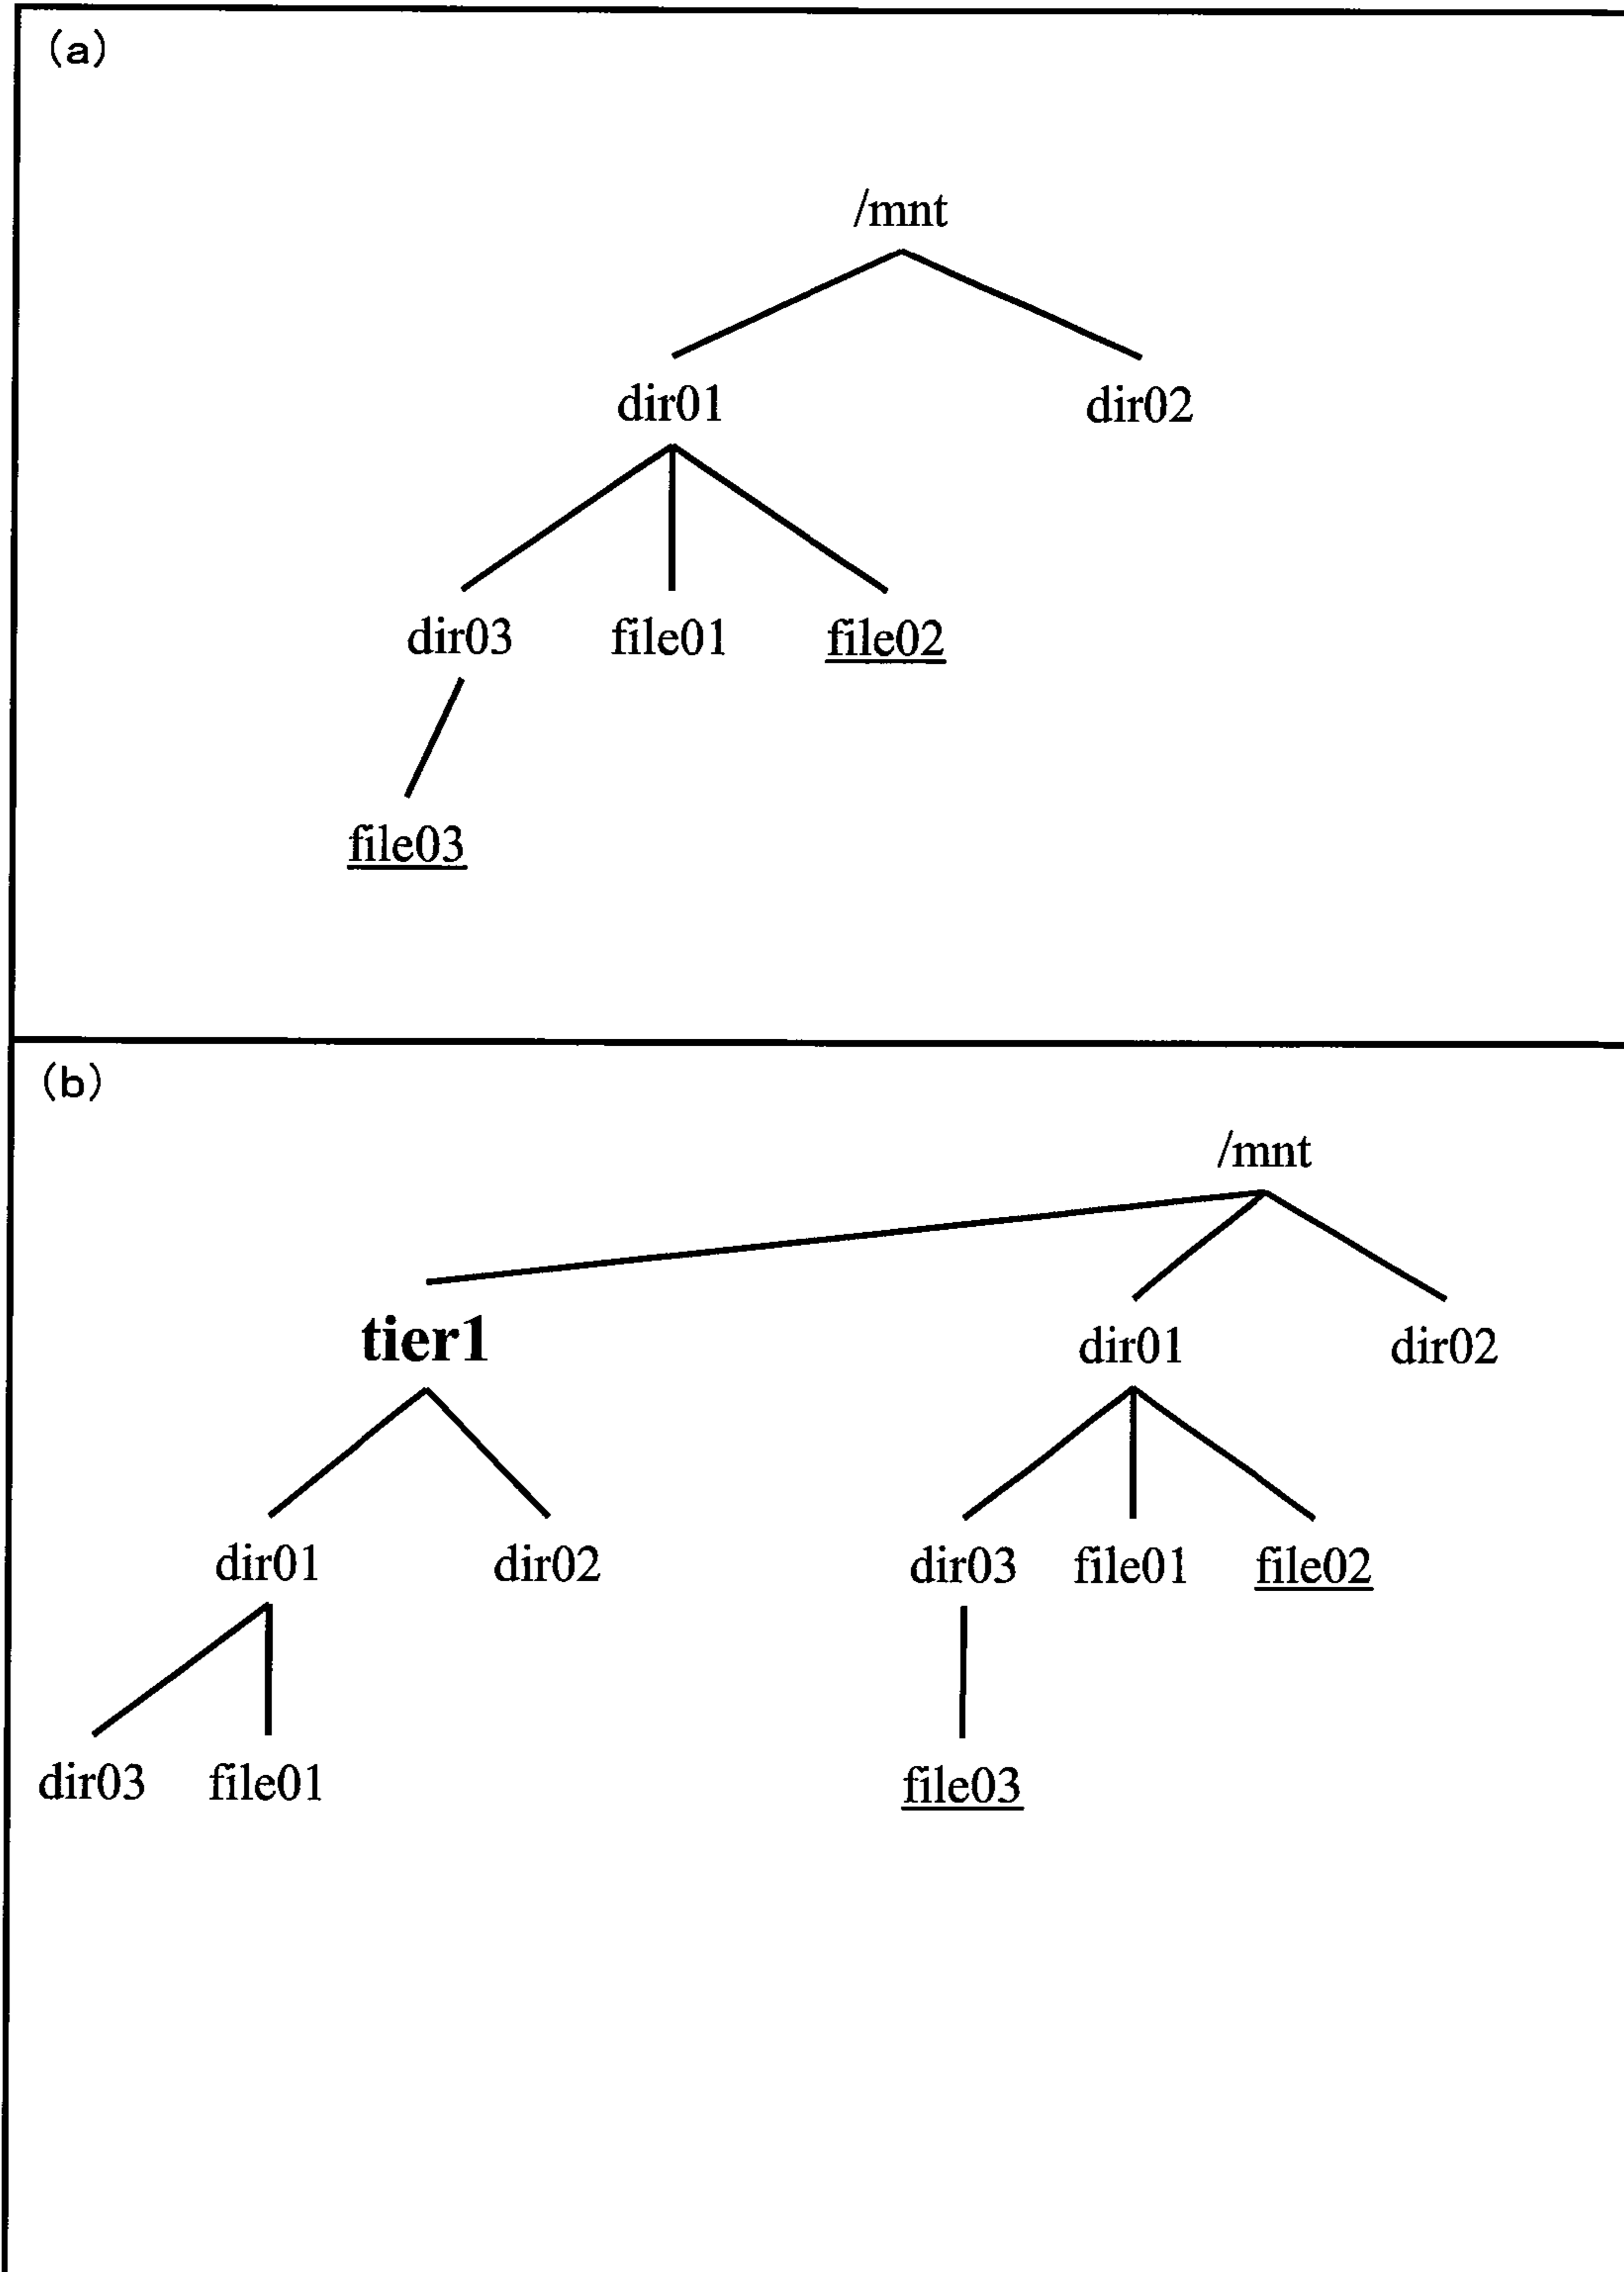 (a)
/mnt
dir01 dir02
dir03 file01 file02
file03
(b)
/mnt
tier1 dir01 dir02
dir01 dir02 dir03 file01 file02
dir03 file01 file03